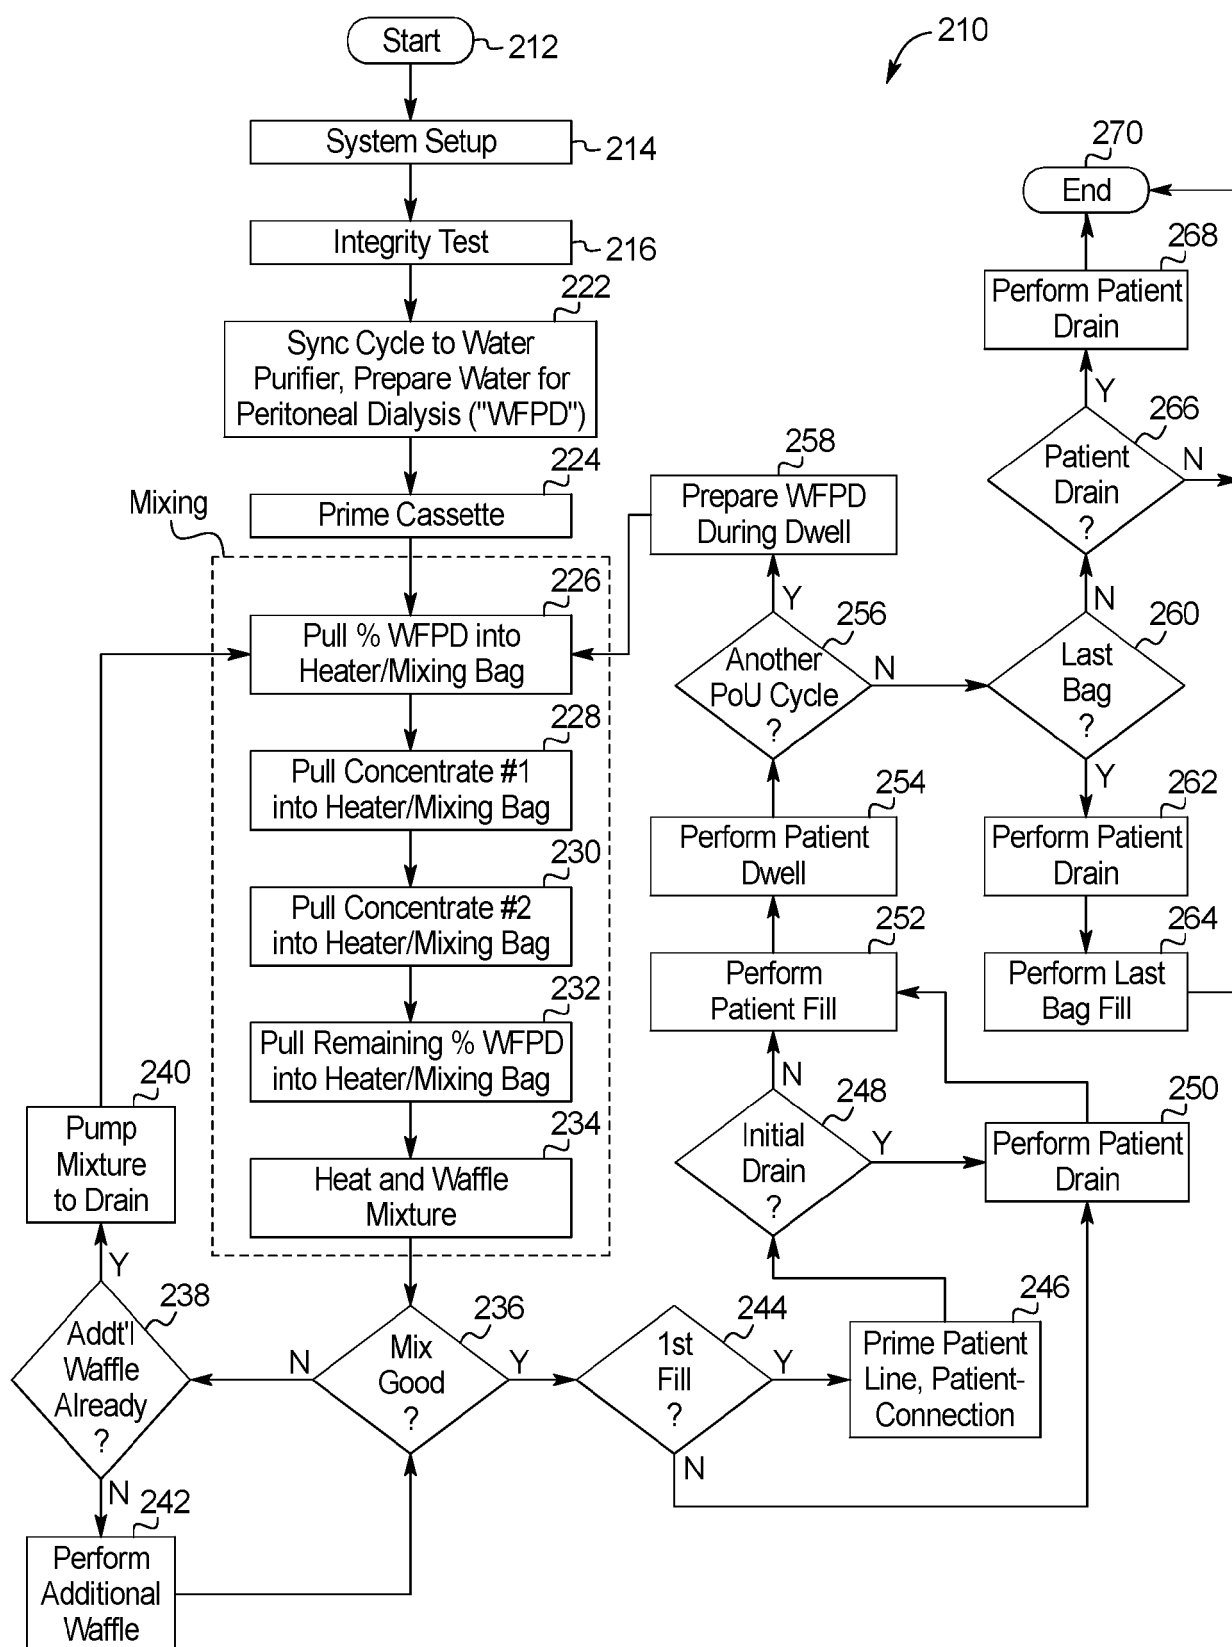 Start
212
210
System Setup
214
Integrity Test
216
222
Sync Cycle to Water
Purifier, Prepare Water for
Peritoneal Dialysis ("WFPD")
224
Prime Cassette
Mixing
226
Pull % WFPD into
Heater/Mixing Bag
228
Pull Concentrate #1
into Heater/Mixing Bag
230
Pull Concentrate #2
into Heater/Mixing Bag
232
Pull Remaining % WFPD
into Heater/Mixing Bag
234
Heat and Waffle
Mixture
236
Mix
Good
?
N
Y
238
Addt'l
Waffle
Already
?
Y
N
240
Pump
Mixture
to Drain
242
Perform
Additional
Waffle
244
1st
Fill
?
Y
N
246
Prime Patient
Line, Patient-
Connection
248
Initial
Drain
?
N
Y
250
Perform Patient
Drain
252
Perform
Patient Fill
254
Perform Patient
Dwell
256
Another
PoU Cycle
?
Y
N
258
Prepare WFPD
During Dwell
260
Last
Bag
?
N
Y
262
Perform Patient
Drain
264
Perform Last
Bag Fill
266
Patient
Drain
?
Y
N
268
Perform Patient
Drain
270
End